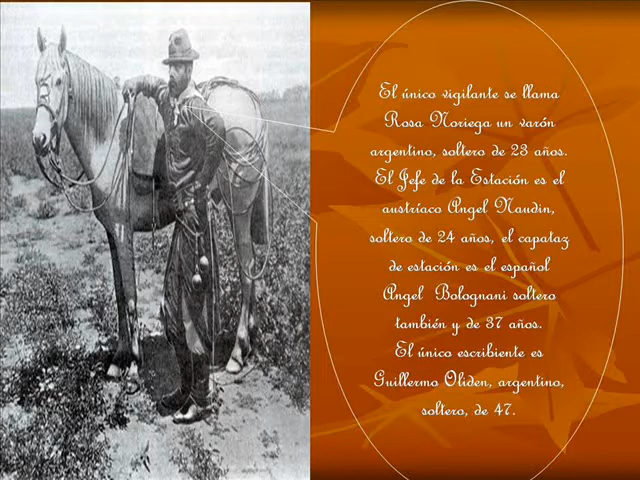 El único vigilante se llama
Rosa Noriega un varón
argentino, soltero de 23 años.
El Jefe de la Estación es el
austríaco Angel Naudin,
soltero de 24 años, el capataz
de estación es el español
Angel Bolognani soltero
también y de 37 años.
El único escribiente es
Guillermo Oliden, argentino,
soltero, de 47.